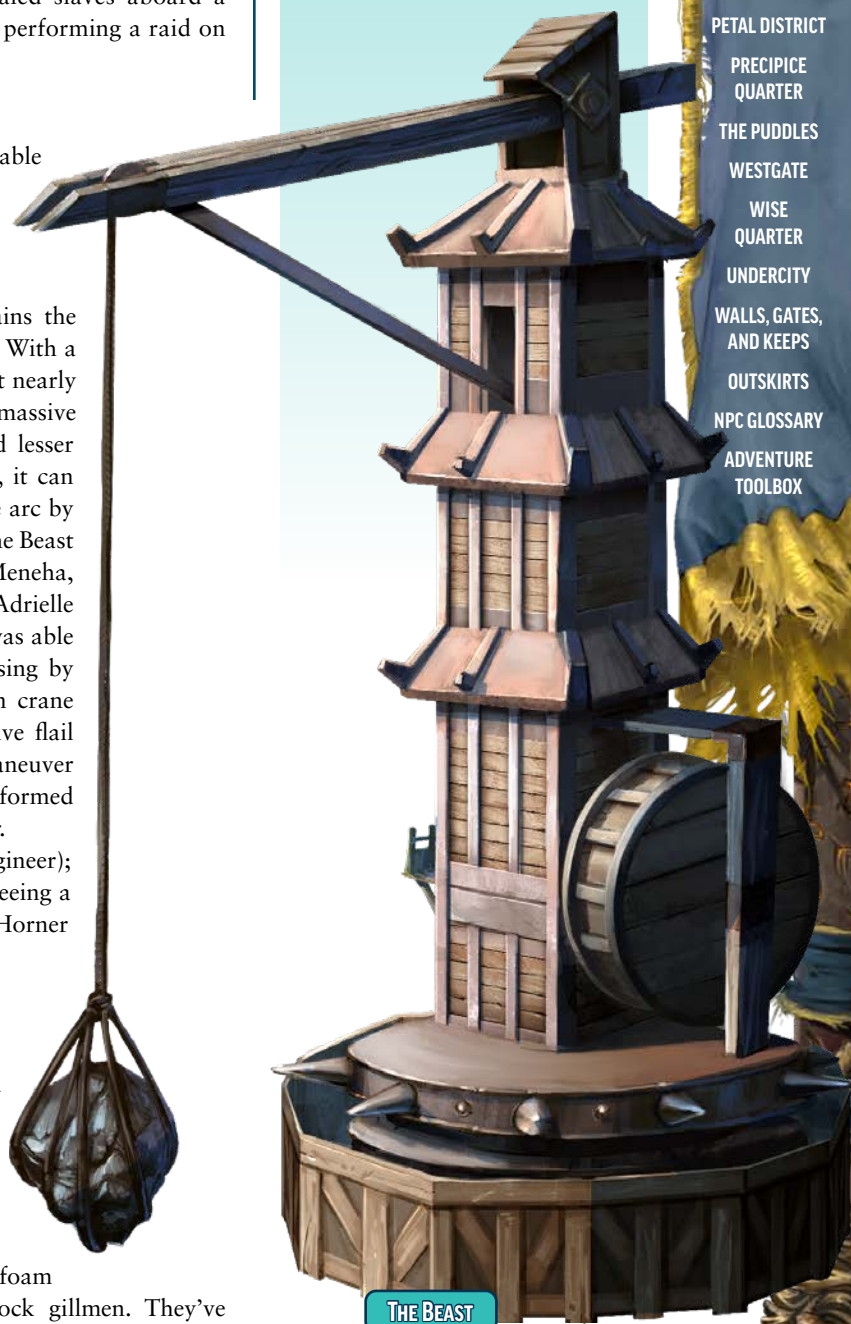 aled slaves aboard a
performing a raid on
able
ains the
With a
t nearly
massive
d lesser
, it can
e arc by
he Beast
Meneha,
Adrielle
was able
sing by
n crane
ve flail
aneuver
formed
gineer);
eeing a
Horner
foam
ock gillmen. They've
THE BEAST
PETAL DISTRICT
PRECIPICE
QUARTER
THE PUDDLES
WESTGATE
WISE
QUARTER
UNDERCITY
WALLS, GATES,
AND KEEPS
OUTSKIRTS
NPC GLOSSARY
ADVENTURE
TOOLBOX